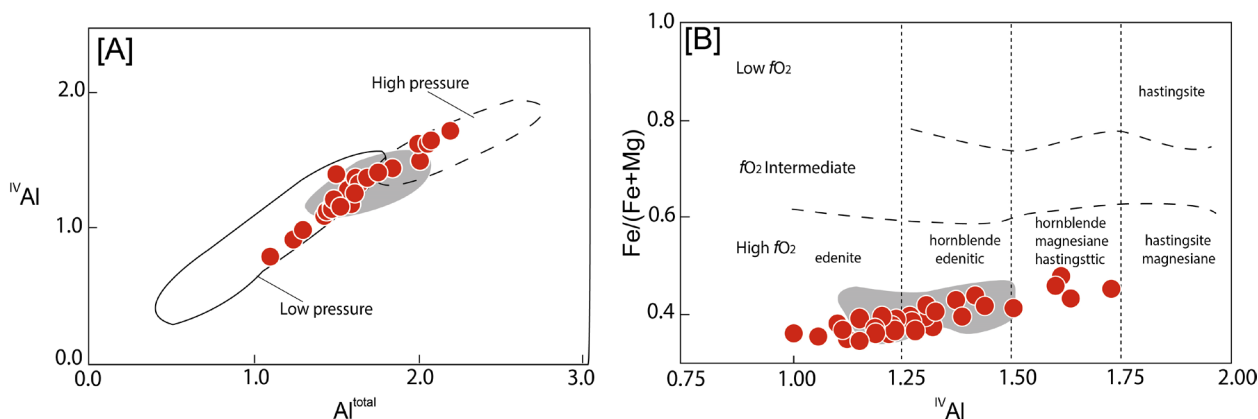 [A]
High pressure
Low pressure
IVAl
2.0
1.0
0.0
0.0
1.0
2.0
3.0
Altotal
[B]
Low fO2
fO2 Intermediate
High fO2
hastingsite
edenite
hornblende
edenitic
hornblende
magnesiane
hastingsttic
hastingsite
magnesiane
Fe/(Fe+Mg)
1.0
0.8
0.6
0.4
0.75
1.00
1.25
1.50
1.75
2.00
IVAl